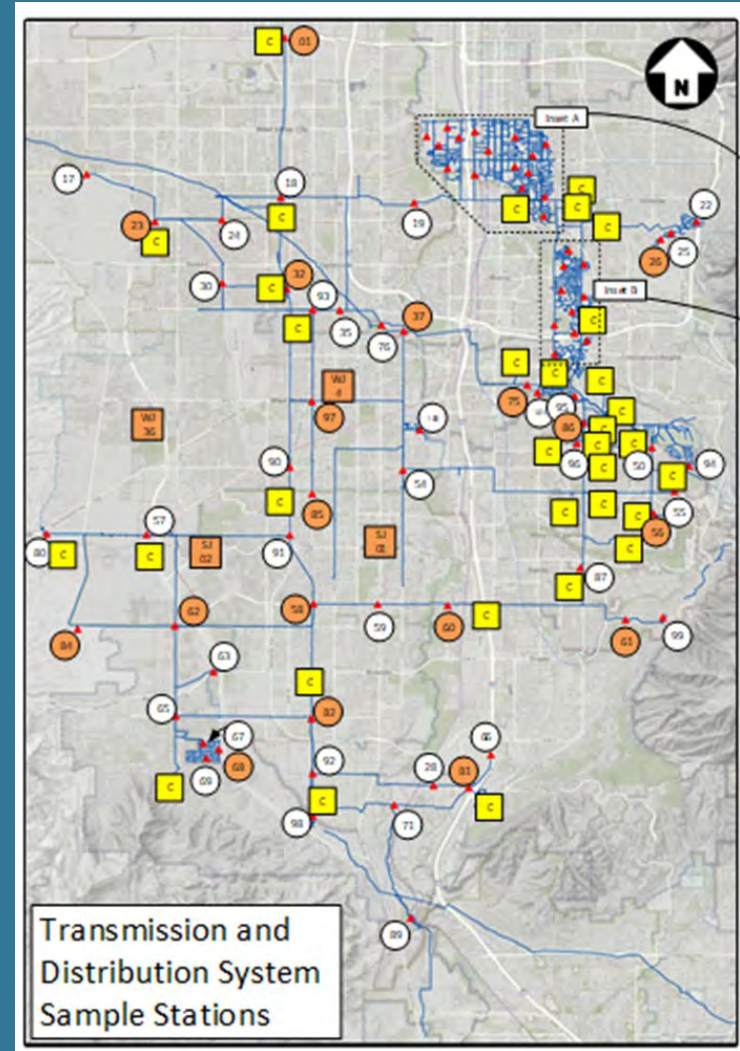 C 01
N
Inset A
17
18
C
22
C
C
C
19
C
23
24
C
25
26
32
30
C
93
Inset B
37
C
35
76
C
C
WJ
4
C
C
75
95
C
86
WJ
36
97
C
C
C
C
96
50
94
90
C
C
54
C
85
C
C
55
57
56
SJ
01
80
C
C
SJ
02
91
C
87
C
62
58
59
60
C
84
61
99
63
C
65
82
67
66
92
28
81
68
69
C
C
C
98
71
89
Transmission and
Distribution System
Sample Stations